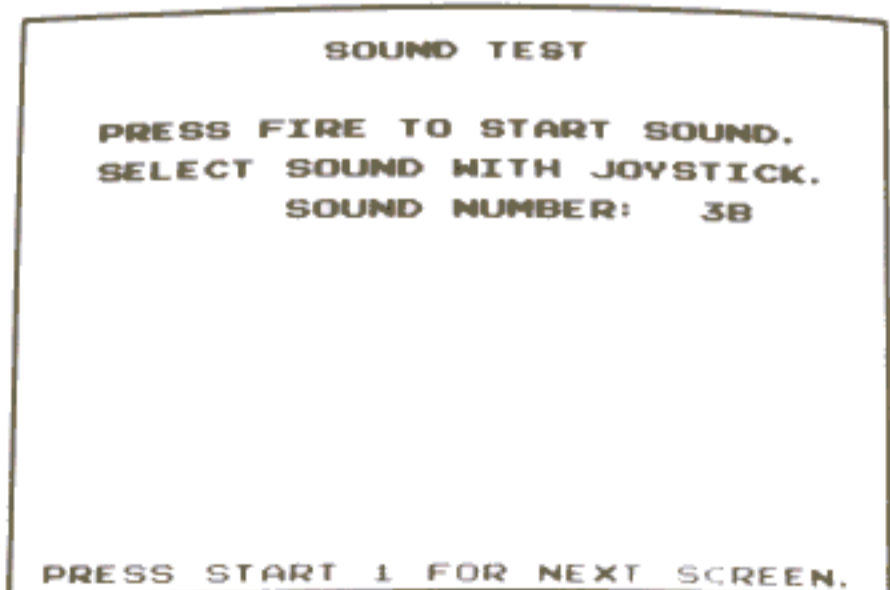 SOUND TEST
PRESS FIRE TO START SOUND.
SELECT SOUND WITH JOYSTICK.
SOUND NUMBER: 3B
PRESS START 1 FOR NEXT SCREEN.